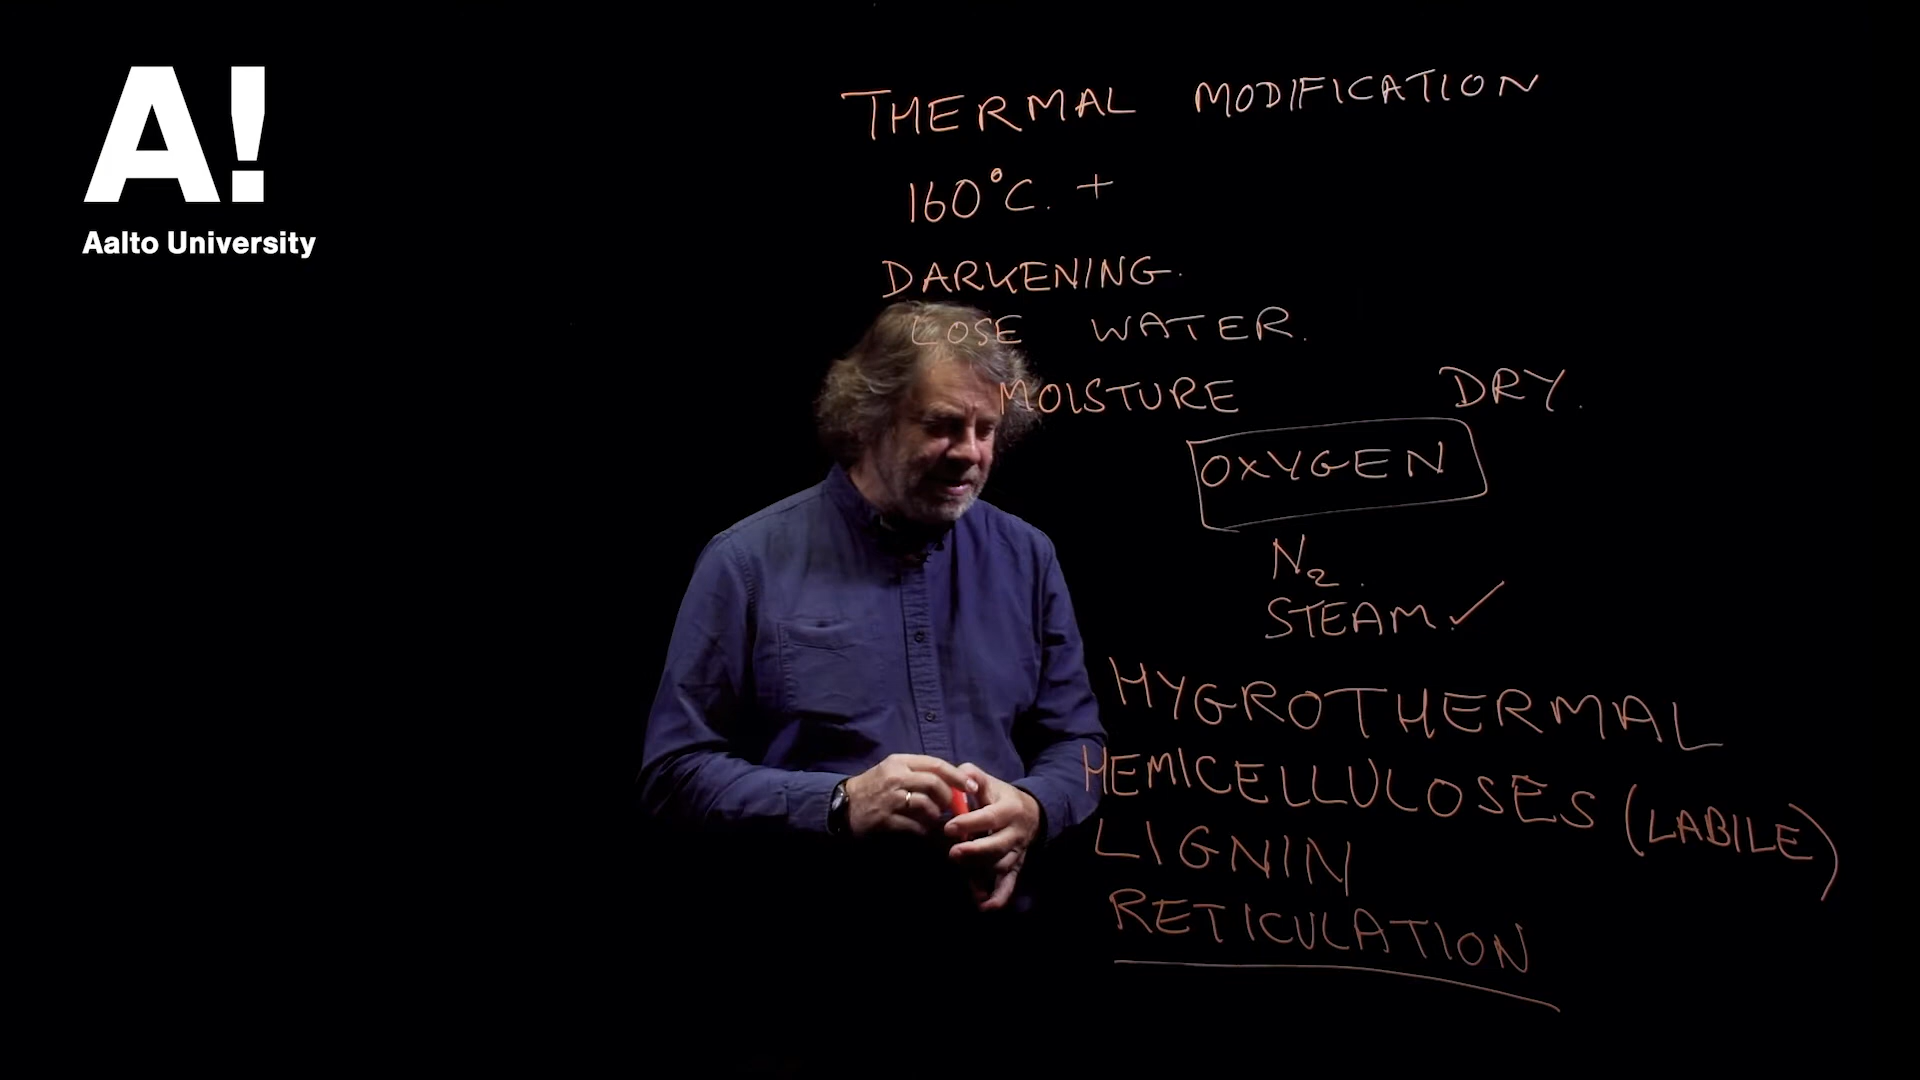 A!
Aalto University
THERMAL MODIFICATION
160°C. +
DARKENING.
LOSE WATER.
MOISTURE DRY.
OXYGEN
N2.
STEAM. ✓
HYGROTHERMAL
HEMICELLULOSES (LABILE)
LIGNIN
RETICULATION